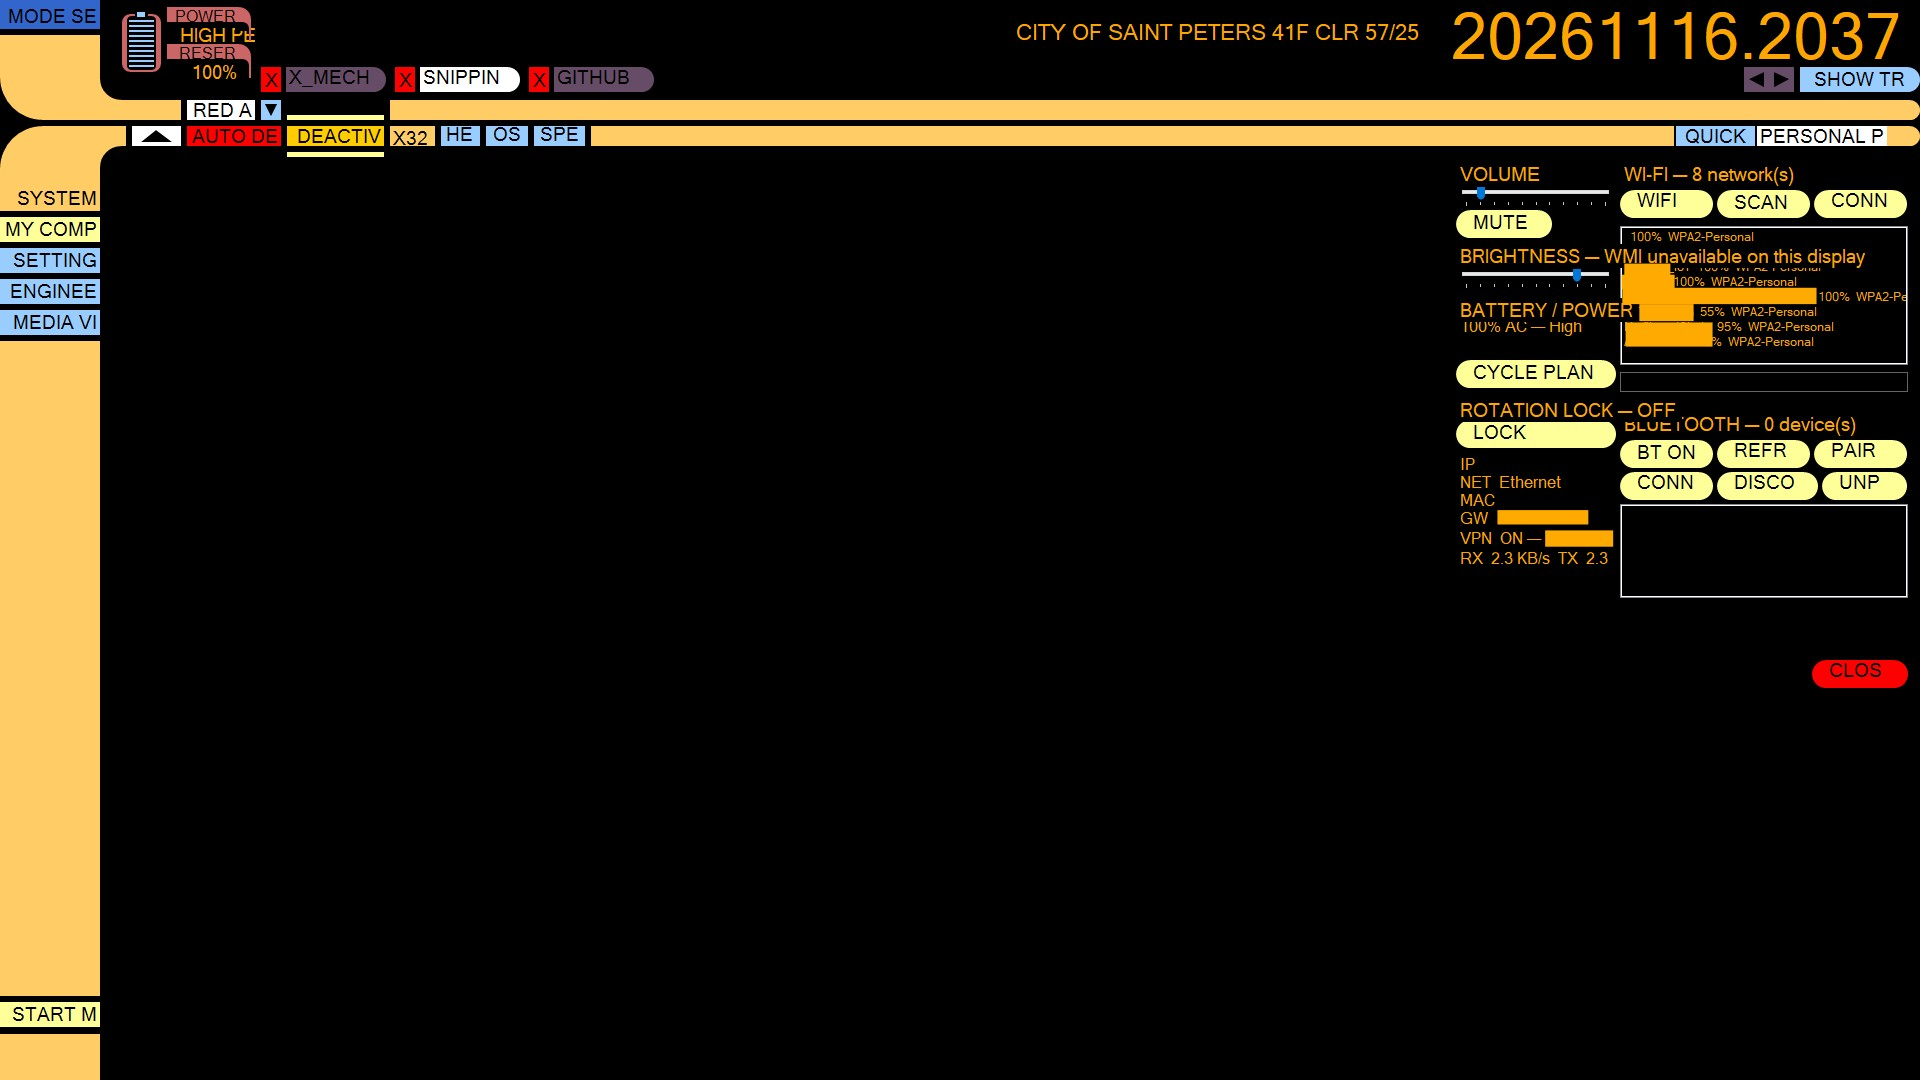 MODE SE
POWER
HIGH PE
RESER
100%
CITY OF SAINT PETERS 41F CLR 57/25
20261116.2037
X X_MECH X SNIPPIN X GITHUB
SHOW TR
RED A
AUTO DE DEACTIV X32 HE OS SPE
QUICK PERSONAL P
SYSTEM
MY COMP
SETTING
ENGINEE
MEDIA VI
START M
VOLUME
MUTE
BRIGHTNESS — WMI unavailable on this display
BATTERY / POWER
100% AC — High
CYCLE PLAN
ROTATION LOCK — OFF
LOCK
IP
NET Ethernet
MAC
GW
VPN ON —
RX 2.3 KB/s TX 2.3
WI-FI — 8 network(s)
WIFI SCAN CONN
100% WPA2-Personal
100% WPA2-Personal
100% WPA2-Personal
100% WPA2-Pe
55% WPA2-Personal
95% WPA2-Personal
% WPA2-Personal
BLUETOOTH — 0 device(s)
BT ON REFR PAIR
CONN DISCO UNP
CLOS